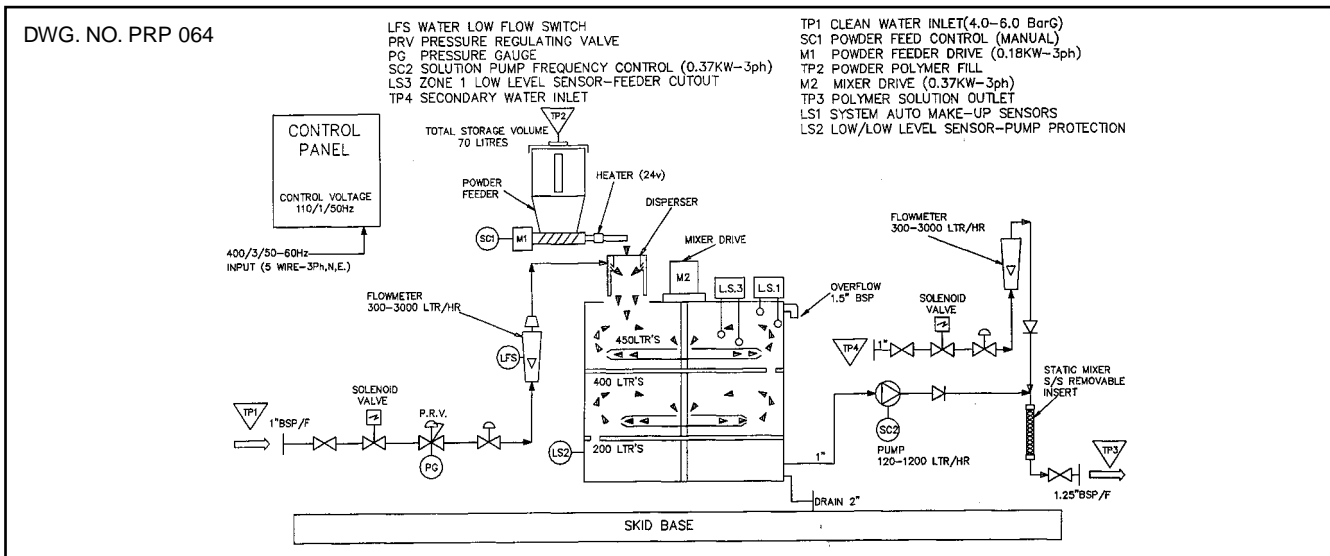 DWG. NO. PRP 064
LFS WATER LOW FLOW SWITCH
PRV PRESSURE REGULATING VALVE
PG PRESSURE GAUGE
SC2 SOLUTION PUMP FREQUENCY CONTROL (0.37KW-3ph)
LS3 ZONE 1 LOW LEVEL SENSOR-FEEDER CUTOUT
TP4 SECONDARY WATER INLET
TP1 CLEAN WATER INLET(4.0-6.0 BarG)
SC1 POWDER FEED CONTROL (MANUAL)
M1 POWDER FEEDER DRIVE (0.18KW-3ph)
TP2 POWDER POLYMER FILL
M2 MIXER DRIVE (0.37KW-3ph)
TP3 POLYMER SOLUTION OUTLET
LS1 SYSTEM AUTO MAKE-UP SENSORS
LS2 LOW/LOW LEVEL SENSOR-PUMP PROTECTION
CONTROL
PANEL
CONTROL VOLTAGE
110/1/50Hz
400/3/50-60Hz
INPUT (5 WIRE-3Ph,N,E.)
TP2
TOTAL STORAGE VOLUME
70 LITRES
POWDER
FEEDER
HEATER (24v)
DISPERSER
SC1
M1
MIXER DRIVE
M2
L.S.3
L.S.1
OVERFLOW
1.5" BSP
FLOWMETER
300-3000 LTR/HR
LFS
450LTR'S
400 LTR'S
200 LTR'S
LS2
SOLENOID
VALVE
P.R.V.
PG
TP1
1"BSP/F
FLOWMETER
300-3000 LTR/HR
SOLENOID
VALVE
TP4
1"
STATIC MIXER
S/S REMOVABLE
INSERT
SC2
PUMP
120-1200 LTR/HR
1"
TP3
1.25"BSP/F
DRAIN 2"
SKID BASE